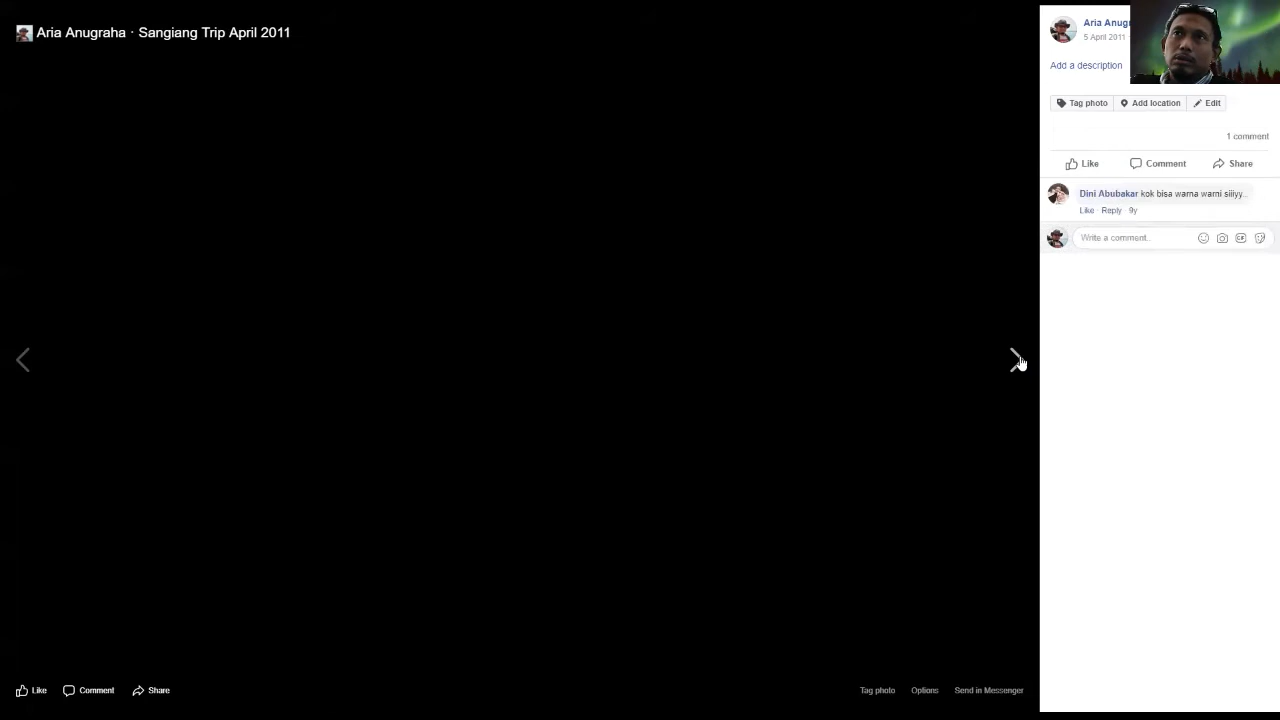 Aria Anugraha · Sangiang Trip April 2011
Aria Anugr
5 April 2011 ·
Add a description
Tag photo
Add location
Edit
1 comment
Like
Comment
Share
Dini Abubakar kok bisa warna warni siiiyy...
Like · Reply · 9y
Write a comment...
GIF
Like
Comment
Share
Tag photo
Options
Send in Messenger